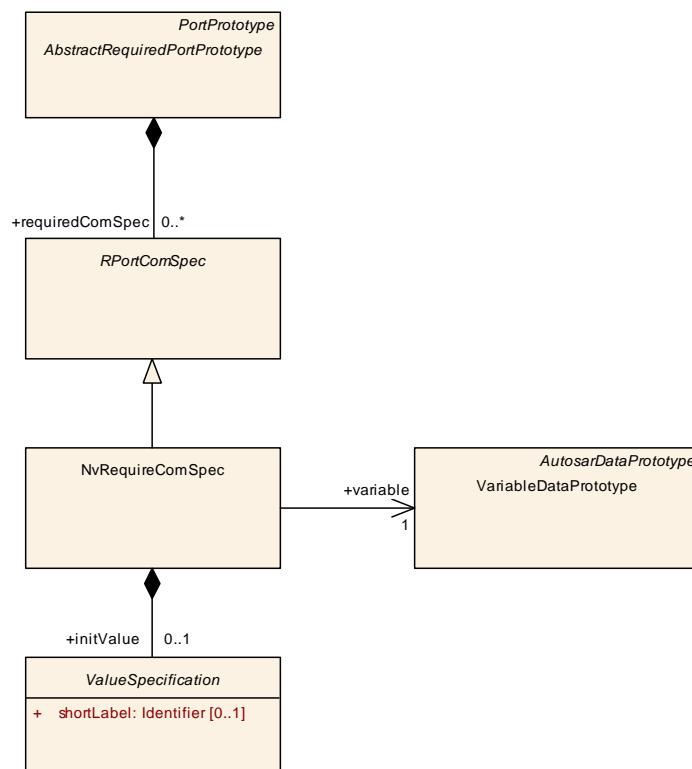 PortPrototype
AbstractRequiredPortPrototype
+requiredComSpec 0..*
RPortComSpec
NvRequireComSpec
+variable
1
AutosarDataPrototype
VariableDataPrototype
+initValue 0..1
ValueSpecification
+ shortLabel: Identifier [0..1]